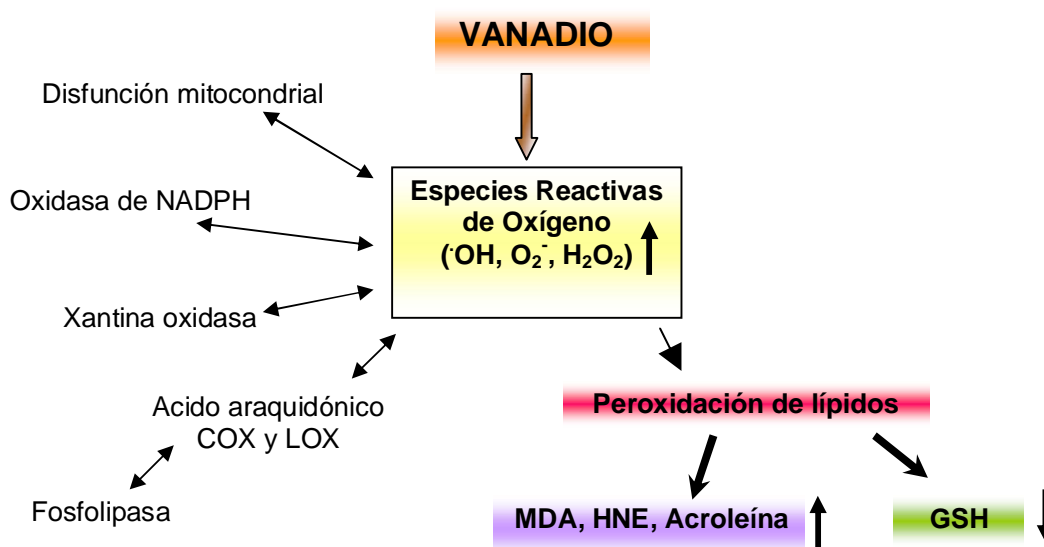 VANADIO
Disfunción mitocondrial
Oxidasa de NADPH
Xantina oxidasa
Especies Reactivas
de Oxígeno
(·OH, O₂⁻, H₂O₂)
Acido araquidónico
COX y LOX
Fosfolipasa
Peroxidación de lípidos
MDA, HNE, Acroleína
GSH